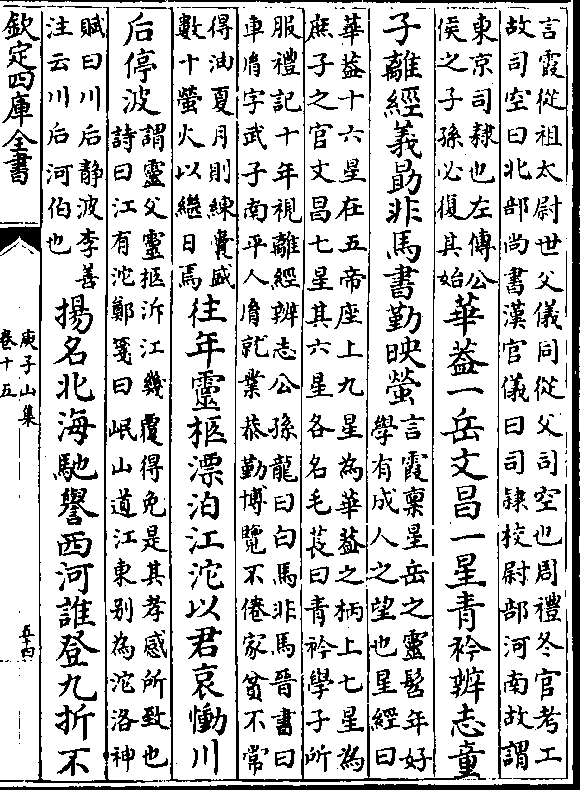 言霞從祖太尉世父儀同從父司空也周禮冬官考工
故司空曰北部尚書漢官儀曰司隸校尉部河南故謂
東京司隸也左傳公
侯之子孫必復其始
華葢一岳文昌一星青衿辨志童
子離經義勛非馬書勤映螢
言霞稟星岳之靈髫年好
學有成人之望也星經曰
華葢十六星在五帝座上九星為華葢之柄上七星為
庶子之官文昌七星其六星各名毛萇曰青衿學子所
服禮記十年視離經辨志公孫龍曰白馬非馬晉書曰
車胤字武子南平人胤就業恭勤博覽不倦家貧不常
得油夏月則練囊盛
數十螢火以繼日焉
往年靈柩漂泊江沱以君哀慟川
后停波
謂靈父靈柩泝江幾覆得免是其孝感所致也
詩曰江有沱鄭箋曰岷山道江東别為沱洛神
賦曰川后静波李善
注云川后河伯也
揚名北海馳譽西河誰登九折不
欽定四庫全書
庾子山集
卷十五
五十四